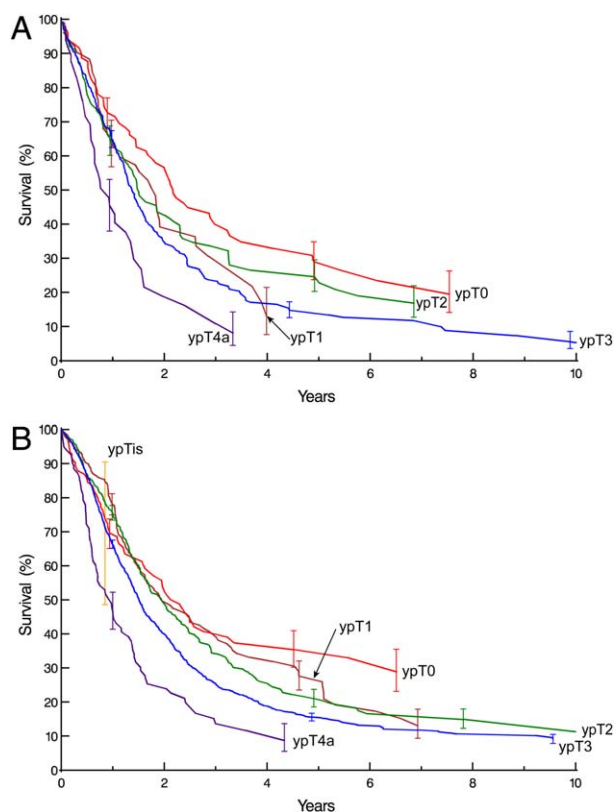 A
100
90
80
70
60
50
40
30
20
10
0
Survival (%)
ypT4a
ypT1
ypT2
ypT0
ypT3
0 2 4 6 8 10
Years
B
100
90
80
70
60
50
40
30
20
10
0
Survival (%)
ypTis
ypT1
ypT0
ypT4a
ypT2
ypT3
0 2 4 6 8 10
Years